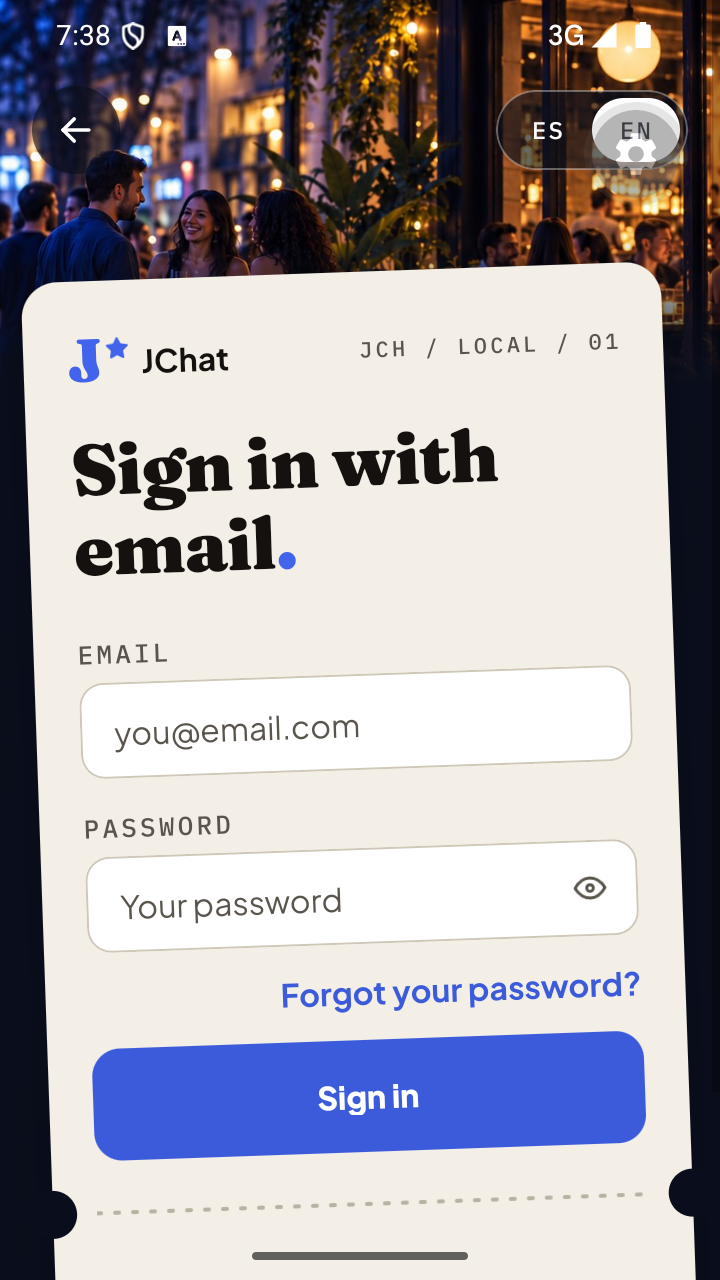 7:38
A
3G
ES
EN
J
JChat
JCH / LOCAL / 01
Sign in with
email.
EMAIL
you@email.com
PASSWORD
Your password
Forgot your password?
Sign in